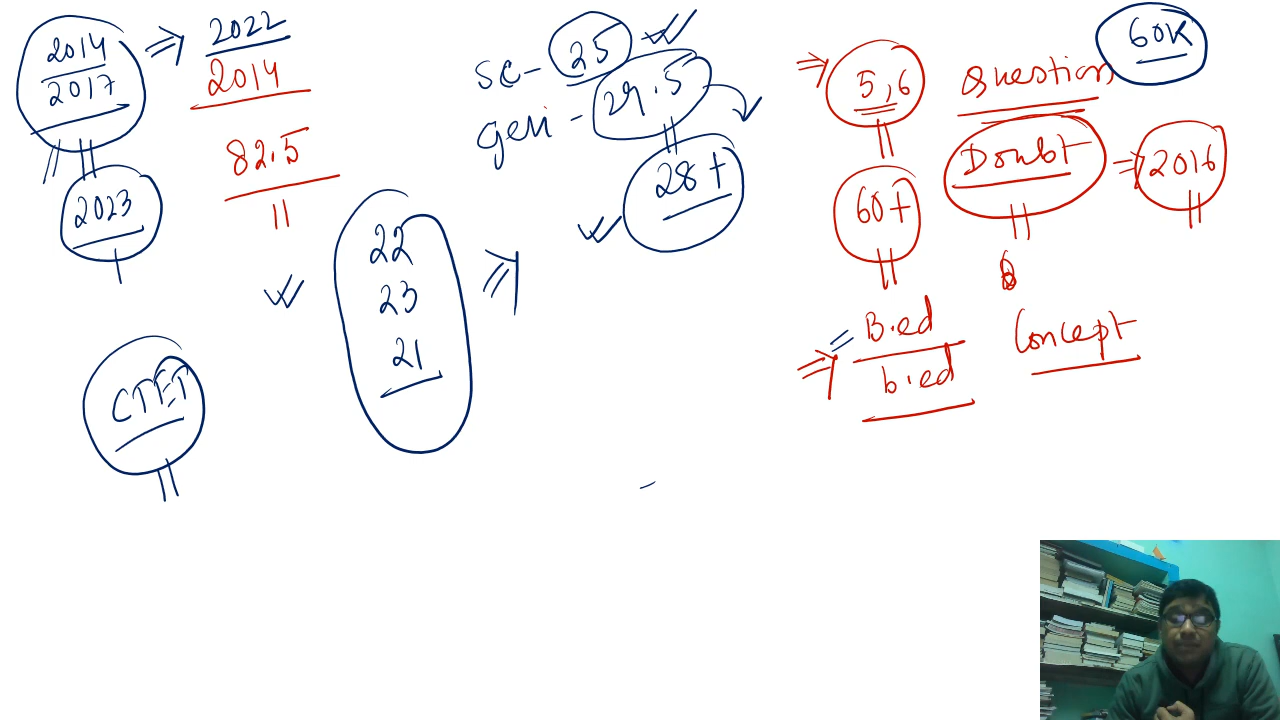 2014
2017
2023
2022
2014
82.5
11
CTET
22
23
21
SC - 25
gen - 29.5
28+
5,6
60+
B.ed
b.ed
Question
60K
Doubt
2016
Concept